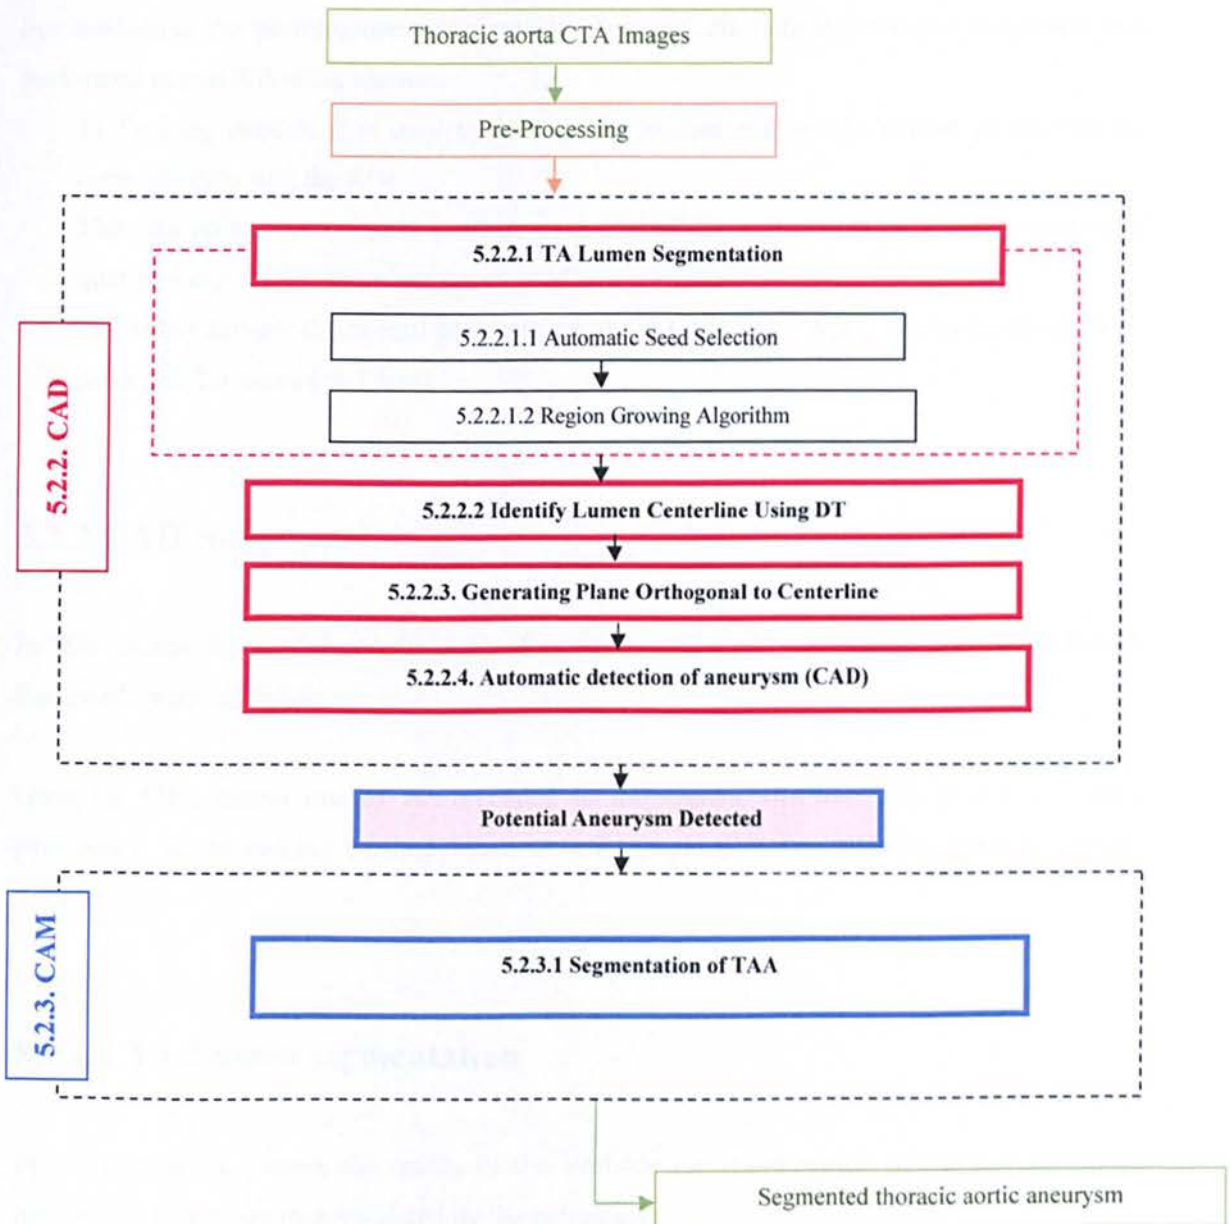 Thoracic aorta CTA Images
Pre-Processing
5.2.2. CAD
5.2.2.1 TA Lumen Segmentation
5.2.2.1.1 Automatic Seed Selection
5.2.2.1.2 Region Growing Algorithm
5.2.2.2 Identify Lumen Centerline Using DT
5.2.2.3. Generating Plane Orthogonal to Centerline
5.2.2.4. Automatic detection of aneurysm (CAD)
Potential Aneurysm Detected
5.2.3. CAM
5.2.3.1 Segmentation of TAA
Segmented thoracic aortic aneurysm